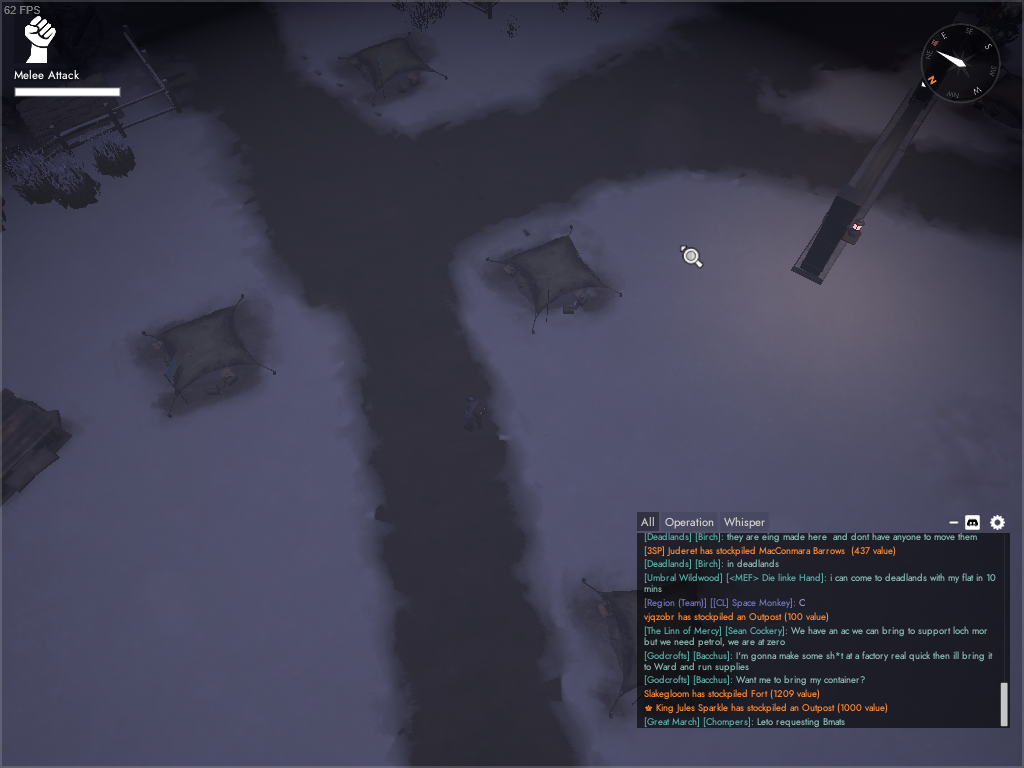 62 FPS
Melee Attack
N
NE
E
SE
S
SW
W
NW
All Operation Whisper
[Deadlands] [Birch]: they are eing made here and dont have anyone to move them
[3SP] Juderet has stockpiled MacConmara Barrows (437 value)
[Deadlands] [Birch]: in deadlands
[Umbral Wildwood] [<MEF> Die linke Hand]: i can come to deadlands with my flat in 10
mins
[Region (Team)] [[CL] Space Monkey]: C
vjqzobr has stockpiled an Outpost (100 value)
[The Linn of Mercy] [Sean Cockery]: We have an ac we can bring to support loch mor
but we need petrol, we are at zero
[Godcrofts] [Bacchus]: I'm gonna make some sh*t at a factory real quick then ill bring it
to Ward and run supplies
[Godcrofts] [Bacchus]: Want me to bring my container?
Slakegloom has stockpiled Fort (1209 value)
King Jules Sparkle has stockpiled an Outpost (1000 value)
[Great March] [Chompers]: Leto requesting Bmats